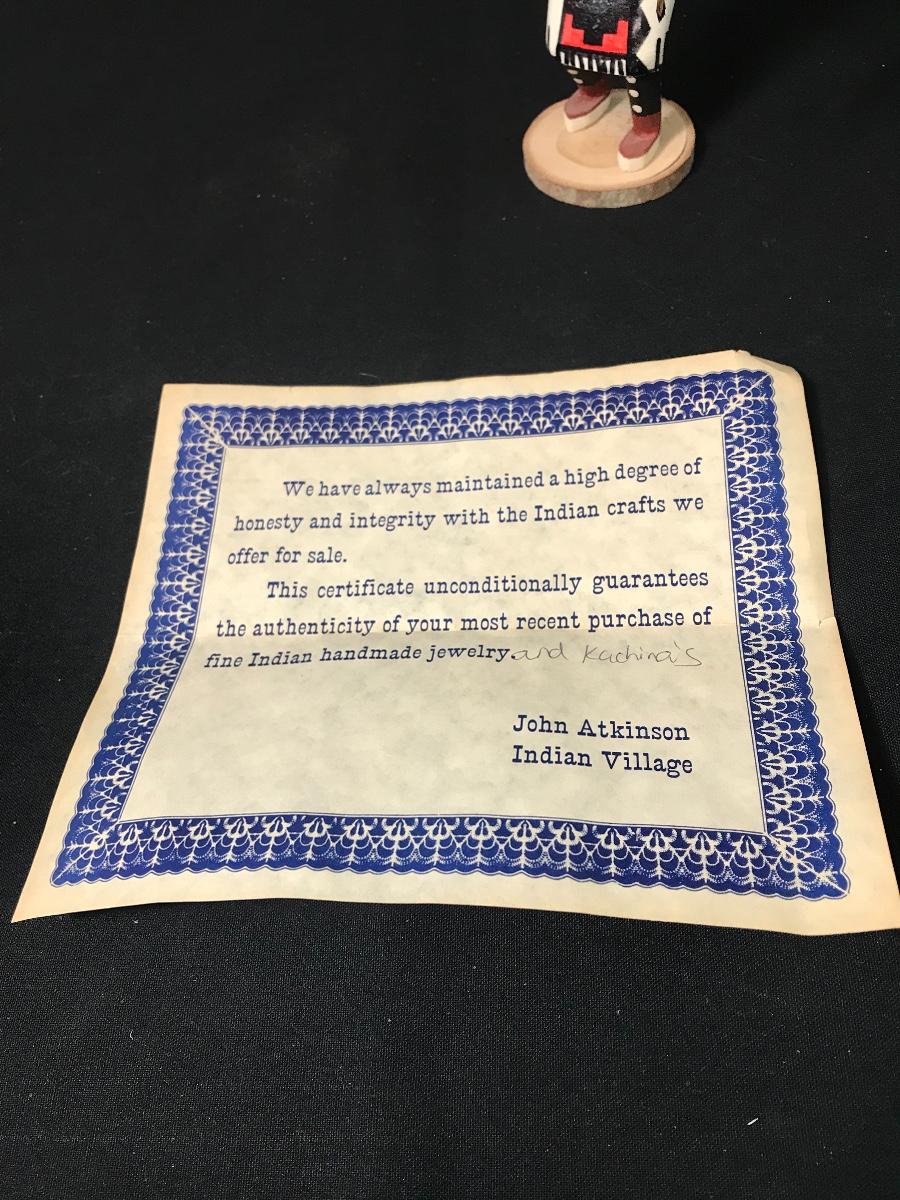 We have always maintained a high degree of
honesty and integrity with the Indian crafts we
offer for sale.
This certificate unconditionally guarantees
the authenticity of your most recent purchase of
fine Indian handmade jewelry. and Kachina's
John Atkinson
Indian Village